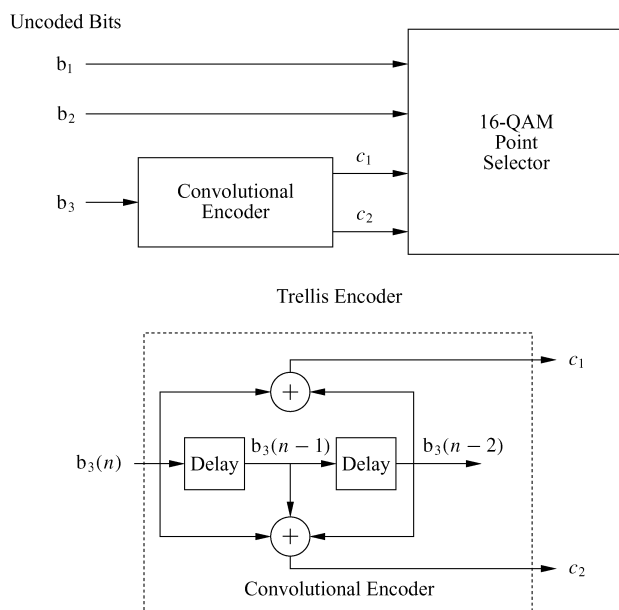 Uncoded Bits
b₁
b₂
b₃
Convolutional
Encoder
c₁
c₂
16-QAM
Point
Selector
Trellis Encoder
c₁
+
b₃(n)
Delay
b₃(n − 1)
Delay
b₃(n − 2)
+
c₂
Convolutional Encoder